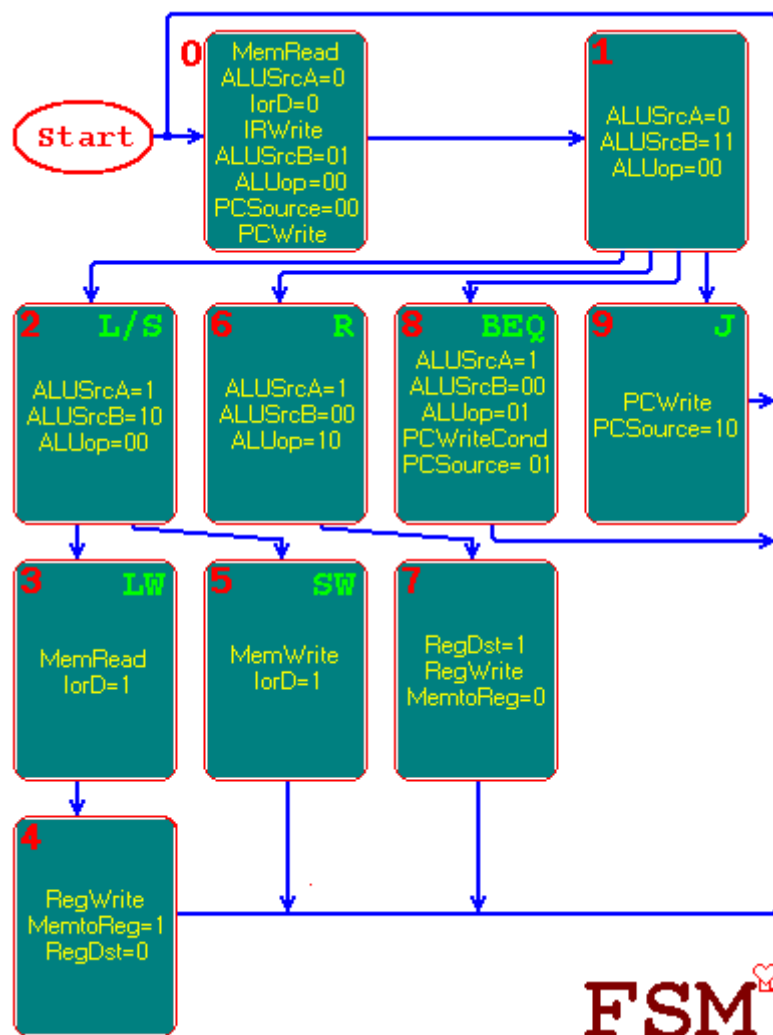 Start
0
MemRead
ALUSrcA=0
IorD=0
IRWrite
ALUSrcB=01
ALUop=00
PCSource=00
PCWrite
1
ALUSrcA=0
ALUSrcB=11
ALUop=00
2 L/S
ALUSrcA=1
ALUSrcB=10
ALUop=00
6 R
ALUSrcA=1
ALUSrcB=00
ALUop=10
8 BEQ
ALUSrcA=1
ALUSrcB=00
ALUop=01
PCWriteCond
PCSource= 01
9 J
PCWrite
PCSource=10
3 LW
MemRead
IorD=1
5 SW
MemWrite
IorD=1
7
RegDst=1
RegWrite
MemtoReg=0
4
RegWrite
MemtoReg=1
RegDst=0
FSM